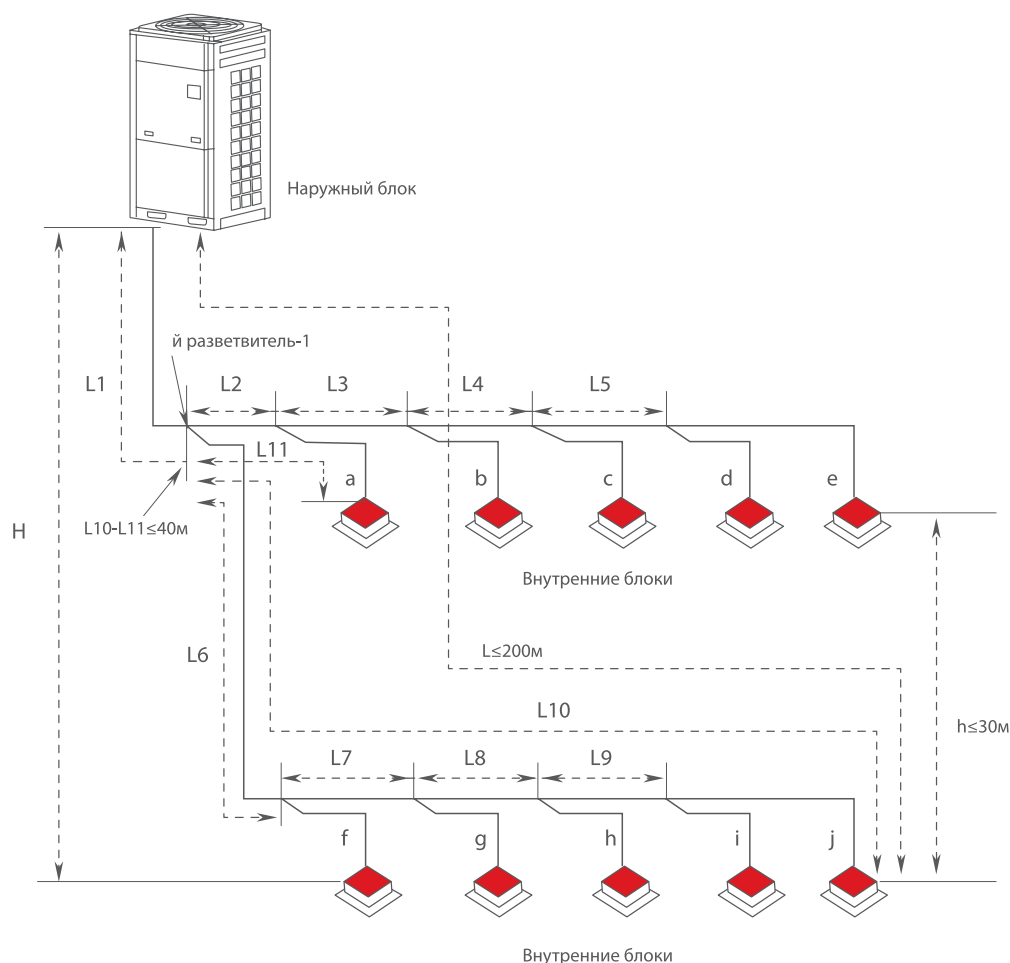 Наружный блок
й разветвитель-1
L1
L2
L3
L4
L5
L11
a
b
c
d
e
L10-L11≤40м
H
Внутренние блоки
L6
L≤200м
L10
h≤30м
L7
L8
L9
f
g
h
i
j
Внутренние блоки